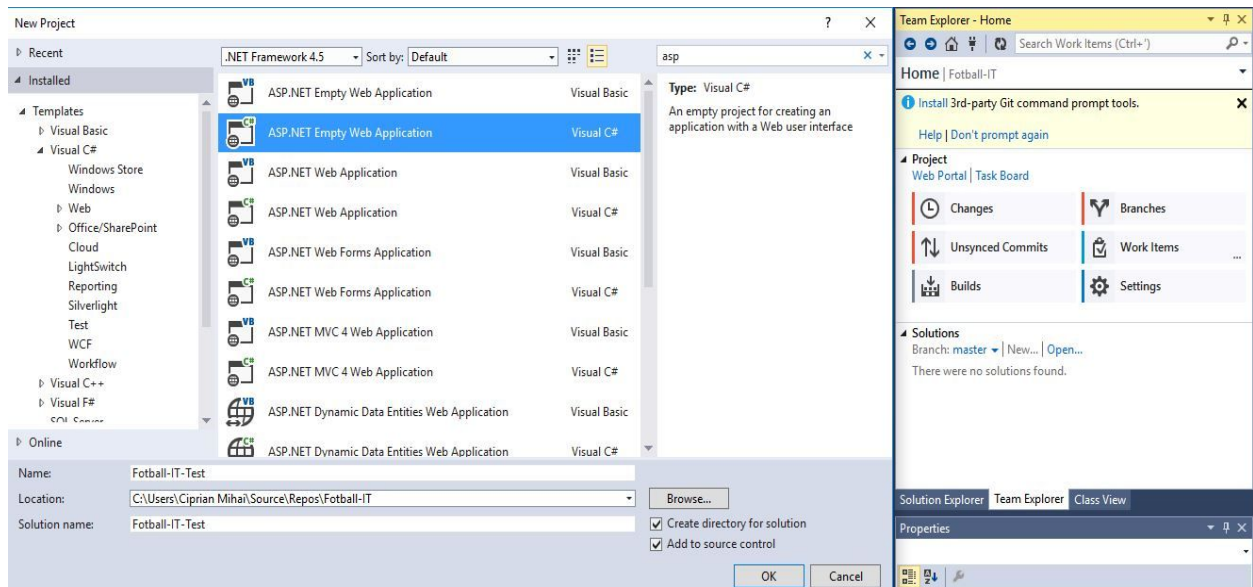 New Project
?
Recent
.NET Framework 4.5
Sort by: Default
asp
Installed
Templates
Visual Basic
Visual C#
Windows Store
Windows
Web
Office/SharePoint
Cloud
LightSwitch
Reporting
Silverlight
Test
WCF
Workflow
Visual C++
Visual F#
SQL Server
Online
VB ASP.NET Empty Web Application Visual Basic
C# ASP.NET Empty Web Application Visual C#
VB ASP.NET Web Application Visual Basic
C# ASP.NET Web Application Visual C#
VB ASP.NET Web Forms Application Visual Basic
C# ASP.NET Web Forms Application Visual C#
VB ASP.NET MVC 4 Web Application Visual Basic
C# ASP.NET MVC 4 Web Application Visual C#
VB ASP.NET Dynamic Data Entities Web Application Visual Basic
C# ASP.NET Dynamic Data Entities Web Application Visual C#
Type: Visual C#
An empty project for creating an
application with a Web user interface
Name: Fotball-IT-Test
Location: C:\Users\Ciprian Mihai\Source\Repos\Fotball-IT
Browse...
Solution name: Fotball-IT-Test
Create directory for solution
Add to source control
OK Cancel
Team Explorer - Home
Search Work Items (Ctrl+')
Home | Fotball-IT
Install 3rd-party Git command prompt tools.
Help | Don't prompt again
Project
Web Portal | Task Board
Changes
Branches
Unsynced Commits
Work Items
...
Builds
Settings
Solutions
Branch: master | New... | Open...
There were no solutions found.
Solution Explorer Team Explorer Class View
Properties